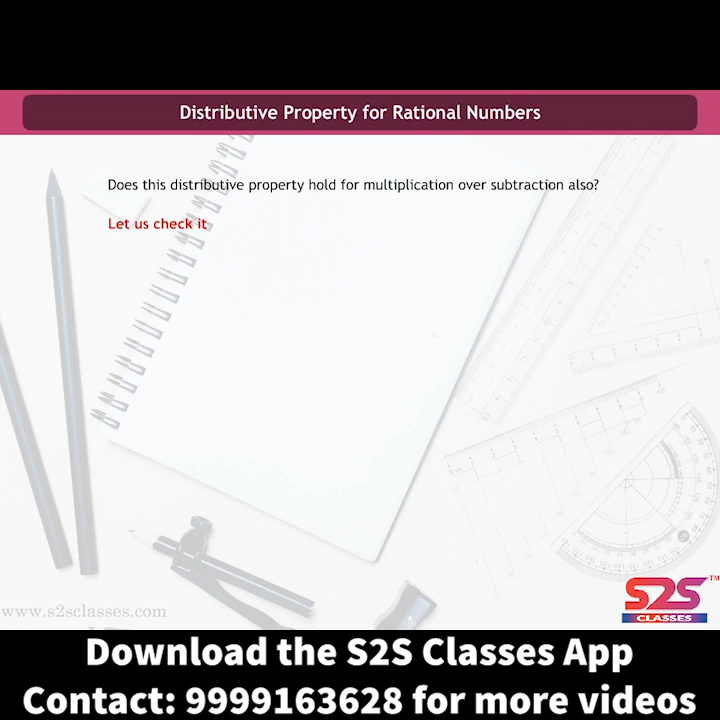 Distributive Property for Rational Numbers
Does this distributive property hold for multiplication over subtraction also?
Let us check it
www.s2sclasses.com
S2S TM
CLASSES
Download the S2S Classes App
Contact: 9999163628 for more videos